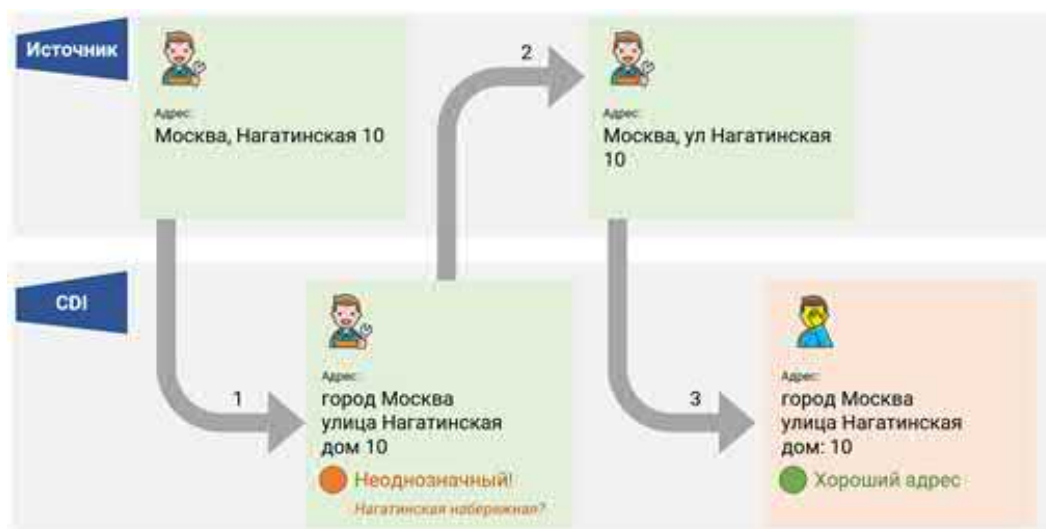 Источник
2
Адрес:
Москва, Нагатинская 10
Адрес:
Москва, ул Нагатинская
10
CDI
1
Адрес:
город Москва
улица Нагатинская
дом 10
Неоднозначный!
Нагатинская набережная?
3
Адрес:
город Москва
улица Нагатинская
дом: 10
Хороший адрес